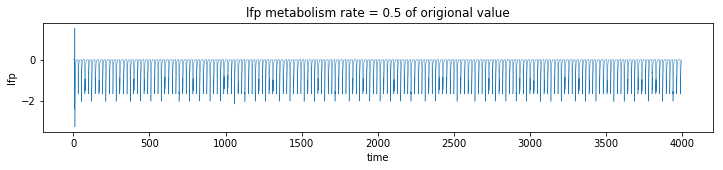 lfp metabolism rate = 0.5 of origional value
lfp
0
−2
0 500 1000 1500 2000 2500 3000 3500 4000
time